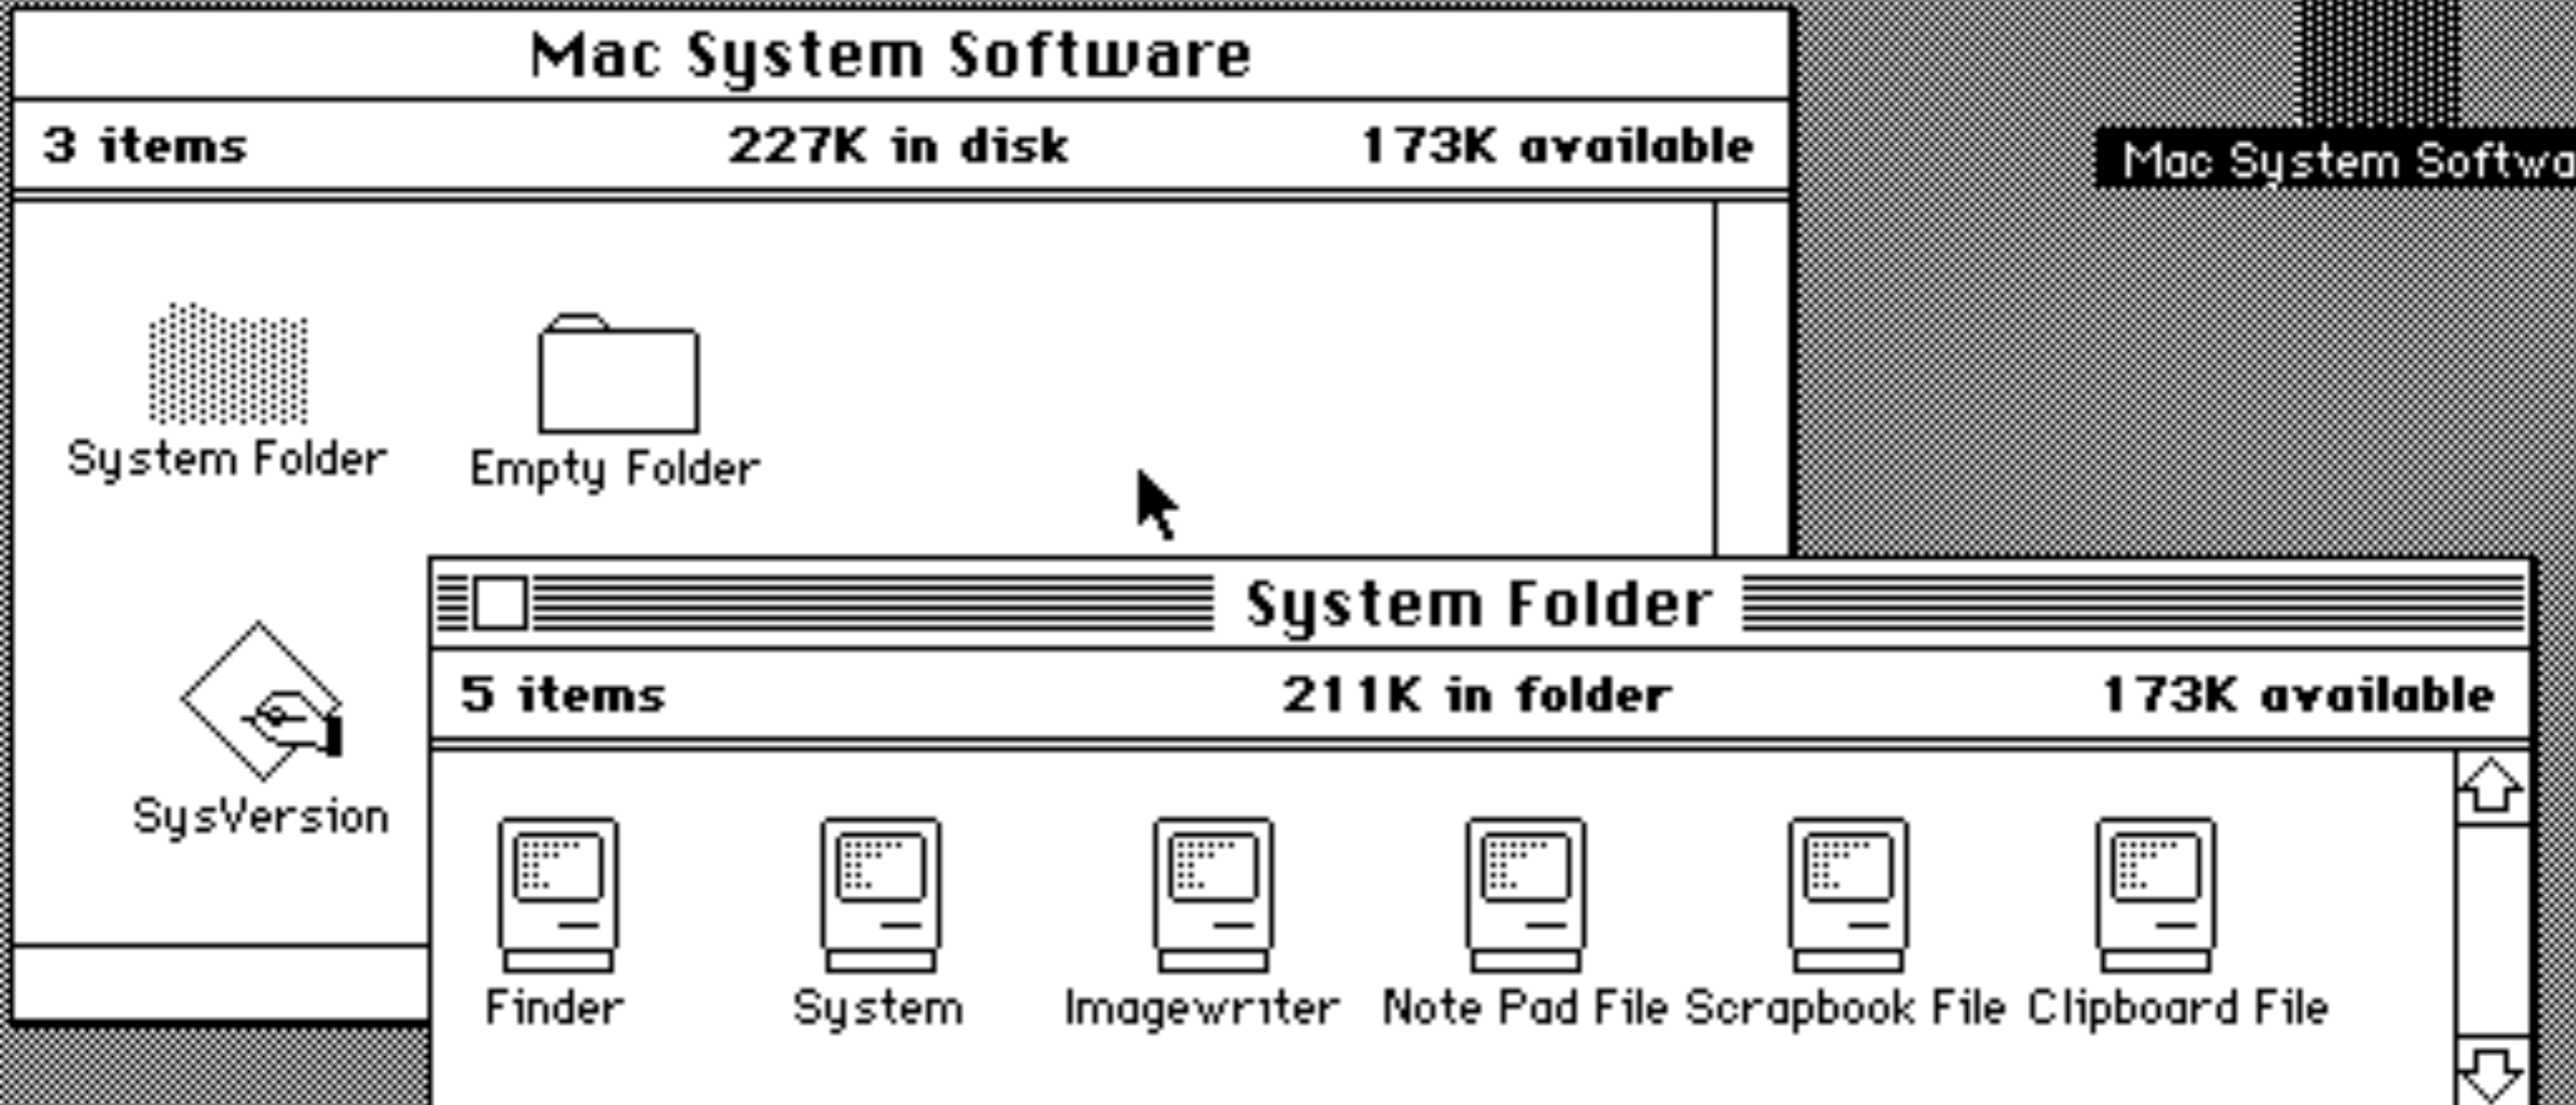 Mac System Software
3 items 227K in disk 173K available
Mac System Softwa
System Folder Empty Folder
System Folder
5 items 211K in folder 173K available
SysVersion
Finder System Imagewriter Note Pad File Scrapbook File Clipboard File